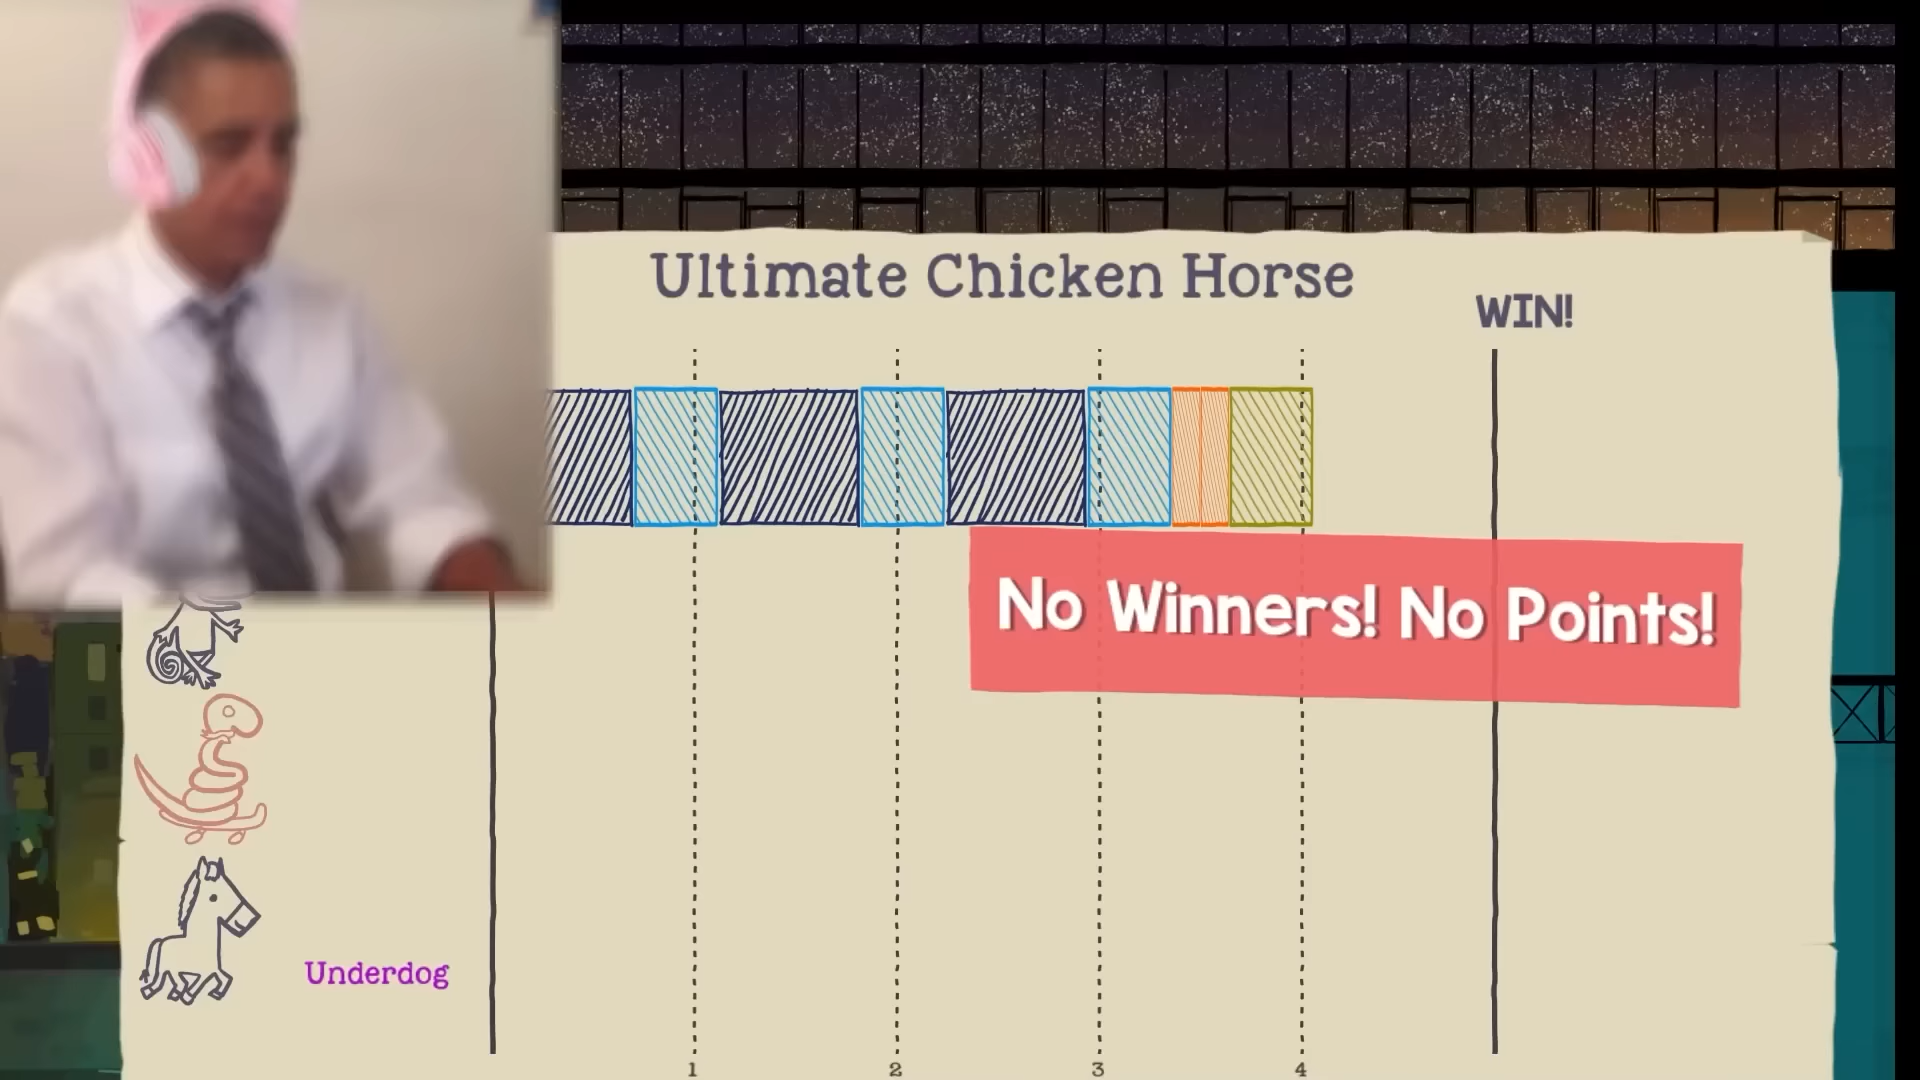 Ultimate Chicken Horse
WIN!
No Winners! No Points!
Underdog
1 2 3 4